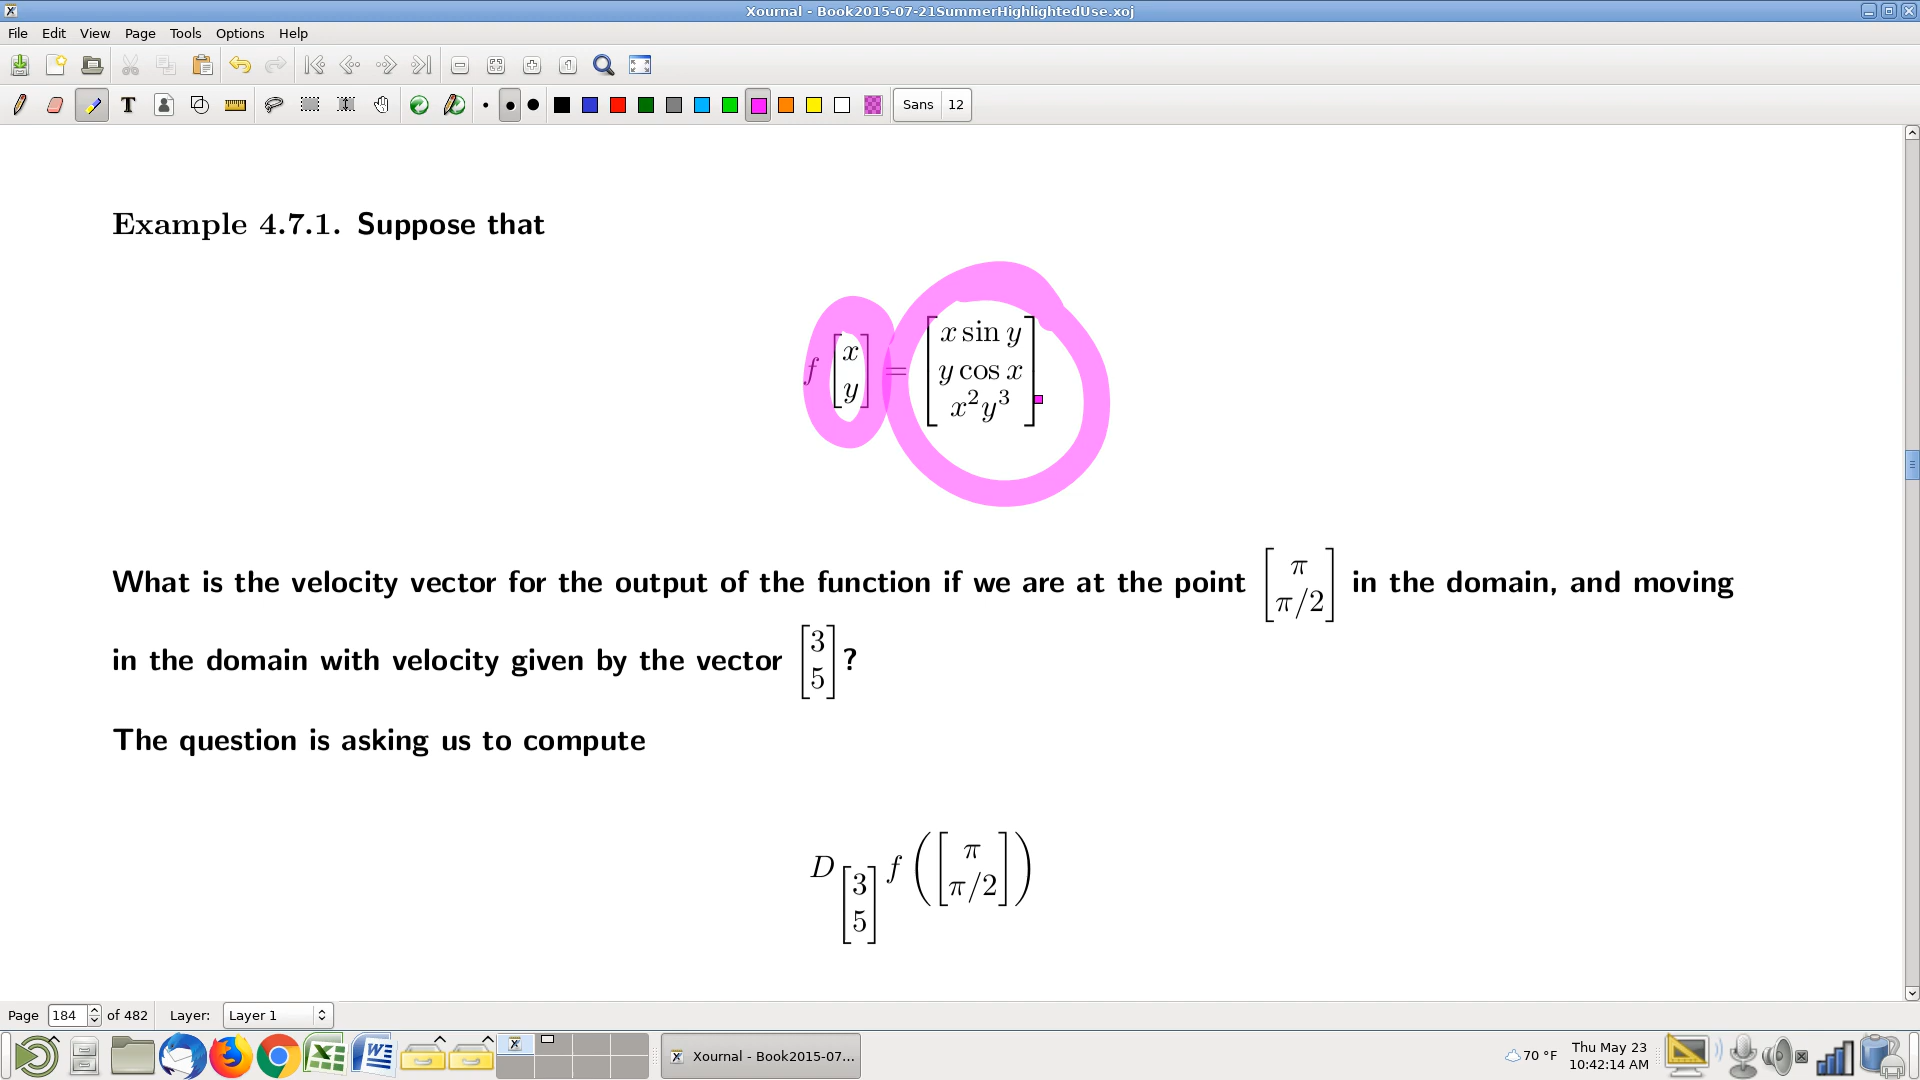 Xournal - Book2015-07-21SummerHighlightedUse.xoj
File Edit View Page Tools Options Help
T Sans 12
Example 4.7.1. Suppose that
f [x y] = [x sin y y cos x x²y³]
What is the velocity vector for the output of the function if we are at the point [π π/2] in the domain, and moving
in the domain with velocity given by the vector [3 5]?
The question is asking us to compute
D [3 5] f ([π π/2])
Page 184 of 482 Layer: Layer 1
Xournal - Book2015-07... 70 °F Thu May 23
10:42:14 AM